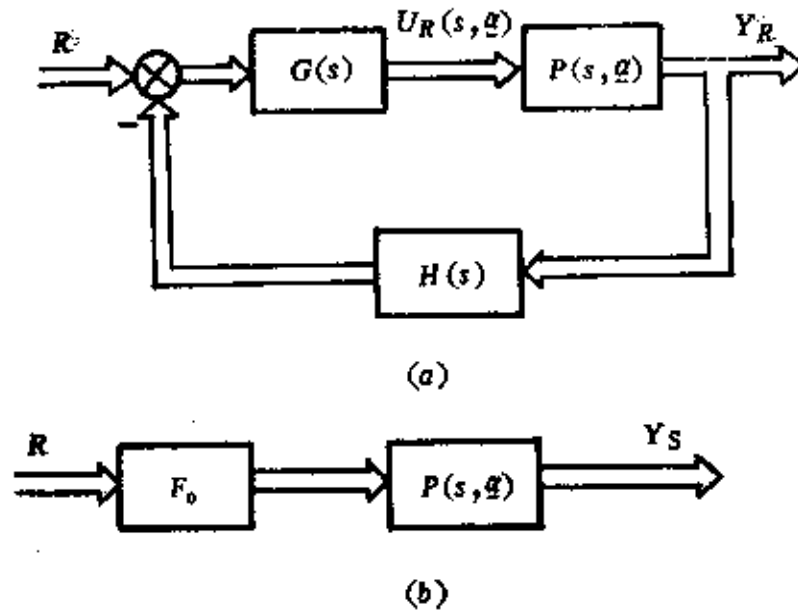 R U_R(s,α) Y_R
G(s) P(s,α)
−
H(s)
(a)
R Y_S
F_0 P(s,α)
(b)